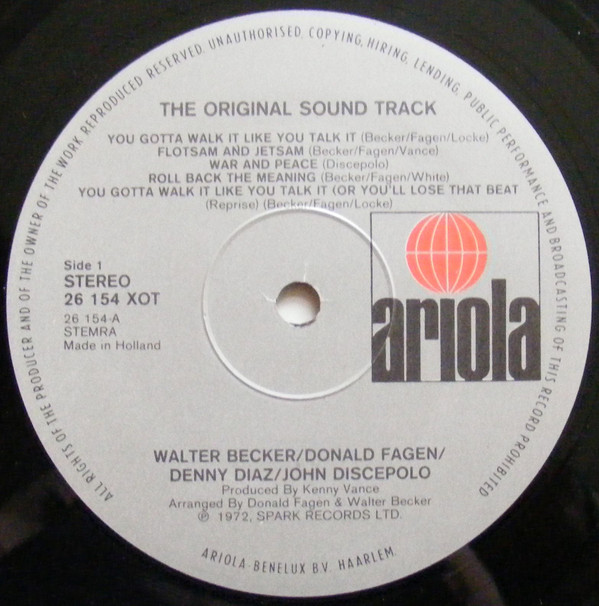 ALL RIGHTS OF THE PRODUCER AND OF THE OWNER OF THE WORK REPRODUCED RESERVED. UNAUTHORISED, COPYING, HIRING, LENDING, PUBLIC PERFORMANCE AND BROADCASTING OF THIS RECORD PROHIBITED
THE ORIGINAL SOUND TRACK
YOU GOTTA WALK IT LIKE YOU TALK IT (Becker/Fagen/Locke)
FLOTSAM AND JETSAM (Becker/Fagen/Vance)
WAR AND PEACE (Discepolo)
ROLL BACK THE MEANING (Becker/Fagen/White)
YOU GOTTA WALK IT LIKE YOU TALK IT (OR YOU'LL LOSE THAT BEAT
(Reprise) (Becker/Fagen/Locke)
Side 1
STEREO
26 154 XOT
26 154-A
STEMRA
Made in Holland
ariola
WALTER BECKER/DONALD FAGEN/
DENNY DIAZ/JOHN DISCEPOLO
Produced By Kenny Vance
Arranged By Donald Fagen & Walter Becker
℗ 1972, SPARK RECORDS LTD.
ARIOLA-BENELUX B.V. HAARLEM.